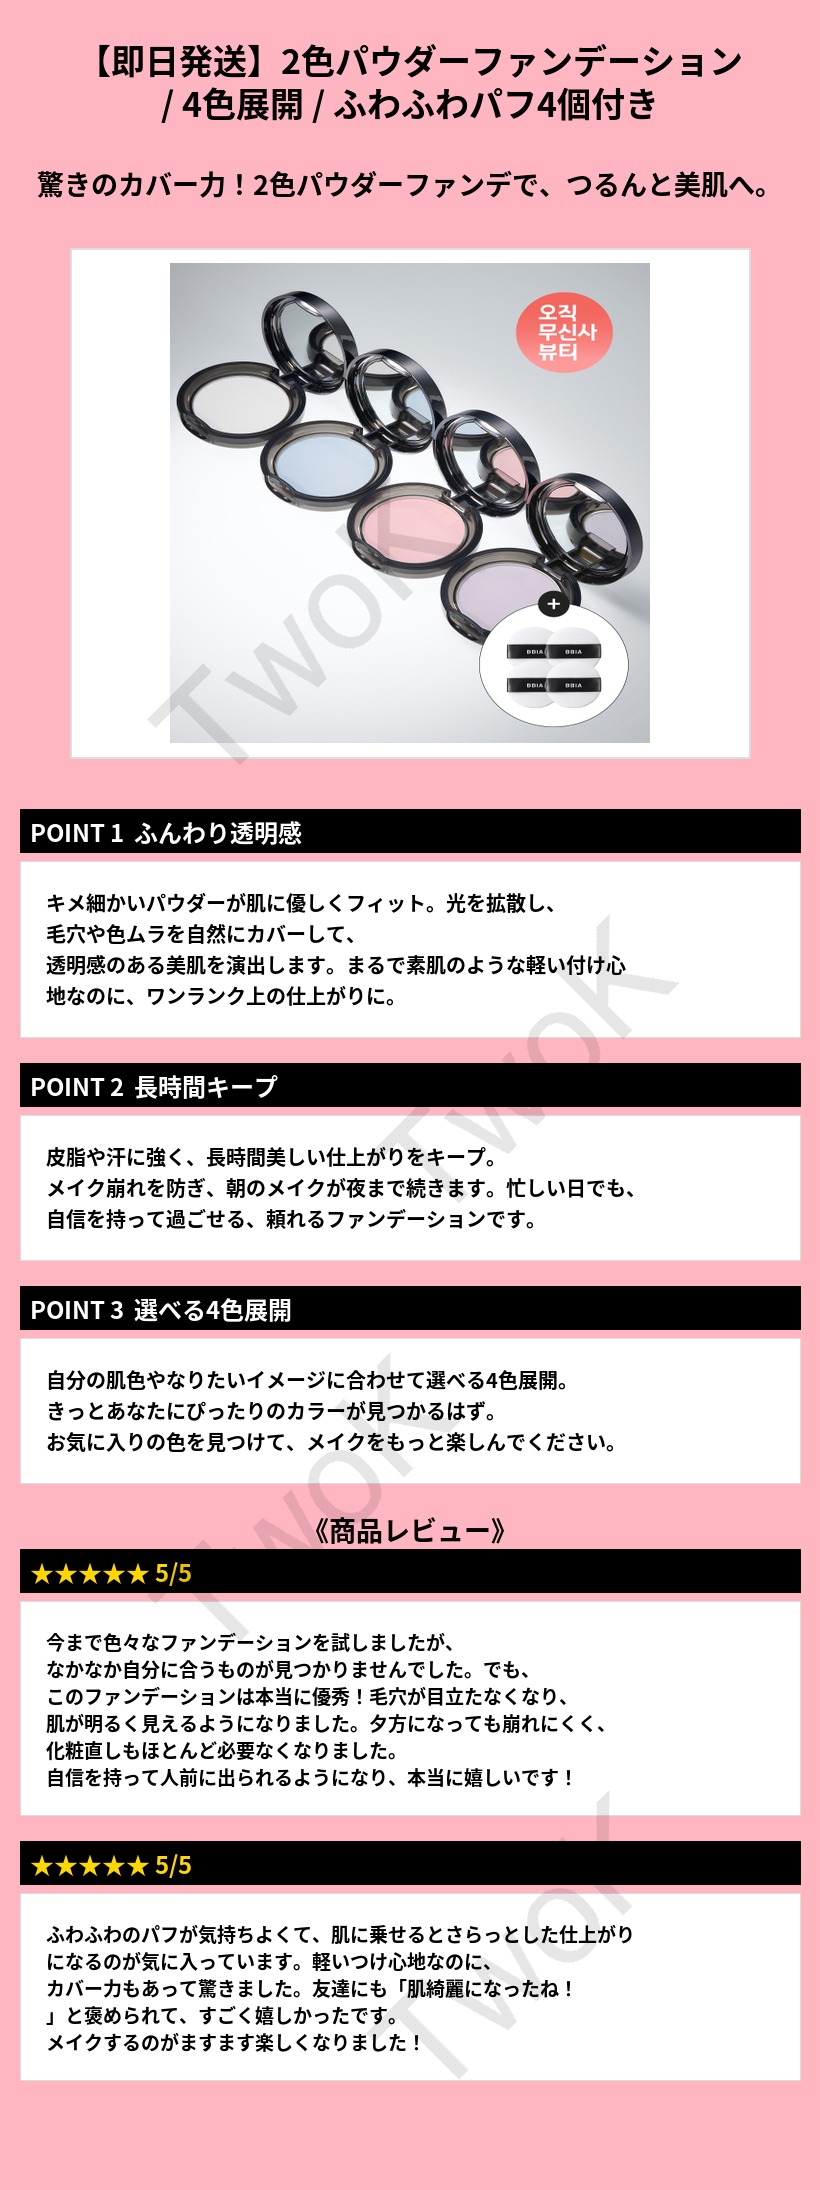 【即日発送】2色パウダーファンデーション
/ 4色展開 / ふわふわパフ4個付き
驚きのカバー力！2色パウダーファンデで、つるんと美肌へ。
오직
무신사
뷰티
+
BBIA BBIA
BBIA BBIA
TwoK
POINT 1 ふんわり透明感
キメ細かいパウダーが肌に優しくフィット。光を拡散し、
毛穴や色ムラを自然にカバーして、
透明感のある美肌を演出します。まるで素肌のような軽い付け心
地なのに、ワンランク上の仕上がりに。
TwoK
POINT 2 長時間キープ
皮脂や汗に強く、長時間美しい仕上がりをキープ。
メイク崩れを防ぎ、朝のメイクが夜まで続きます。忙しい日でも、
自信を持って過ごせる、頼れるファンデーションです。
POINT 3 選べる4色展開
自分の肌色やなりたいイメージに合わせて選べる4色展開。
きっとあなたにぴったりのカラーが見つかるはず。
お気に入りの色を見つけて、メイクをもっと楽しんでください。
TwoK
《商品レビュー》
★★★★★ 5/5
今まで色々なファンデーションを試しましたが、
なかなか自分に合うものが見つかりませんでした。でも、
このファンデーションは本当に優秀！毛穴が目立たなくなり、
肌が明るく見えるようになりました。夕方になっても崩れにくく、
化粧直しもほとんど必要なくなりました。
自信を持って人前に出られるようになり、本当に嬉しいです！
★★★★★ 5/5
ふわふわのパフが気持ちよくて、肌に乗せるとさらっとした仕上がり
になるのが気に入っています。軽いつけ心地なのに、
カバー力もあって驚きました。友達にも「肌綺麗になったね！
」と褒められて、すごく嬉しかったです。
メイクするのがますます楽しくなりました！
TwoK